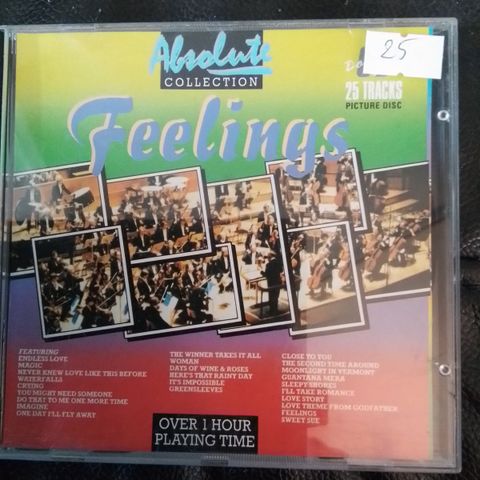 Absolute
COLLECTION
25
25 TRACKS
PICTURE DISC
Feelings
FEATURING
ENDLESS LOVE
MAGIC
NEVER KNEW LOVE LIKE THIS BEFORE
WATERFALLS
CRYING
YOU MIGHT NEED SOMEONE
DO THAT TO ME ONE MORE TIME
IMAGINE
ONE DAY I'LL FLY AWAY
THE WINNER TAKES IT ALL
WOMAN
DAYS OF WINE & ROSES
HERE'S THAT RAINY DAY
IT'S IMPOSSIBLE
GREENSLEEVES
CLOSE TO YOU
THE SECOND TIME AROUND
MOONLIGHT IN VERMONT
GUANTANA MERA
SLEEPY SHORES
I'LL TAKE ROMANCE
LOVE STORY
LOVE THEME FROM GODFATHER
FEELINGS
SWEET SUE
OVER 1 HOUR
PLAYING TIME